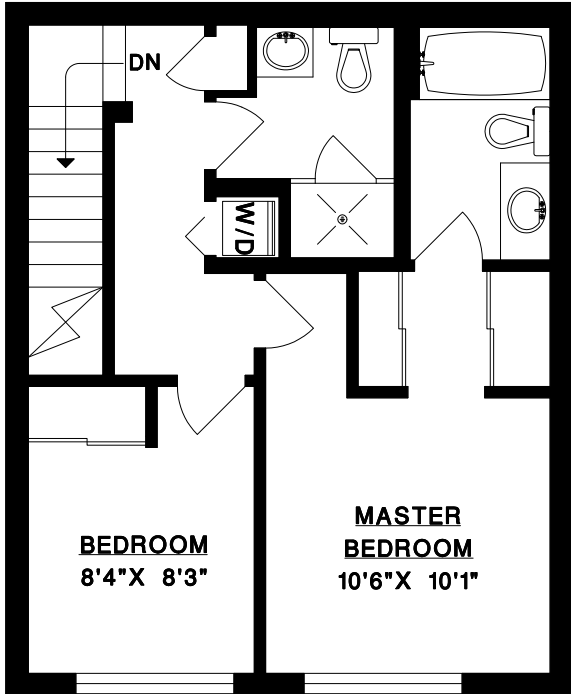 DN
W/D
BEDROOM
8'4"X 8'3"
MASTER
BEDROOM
10'6"X 10'1"